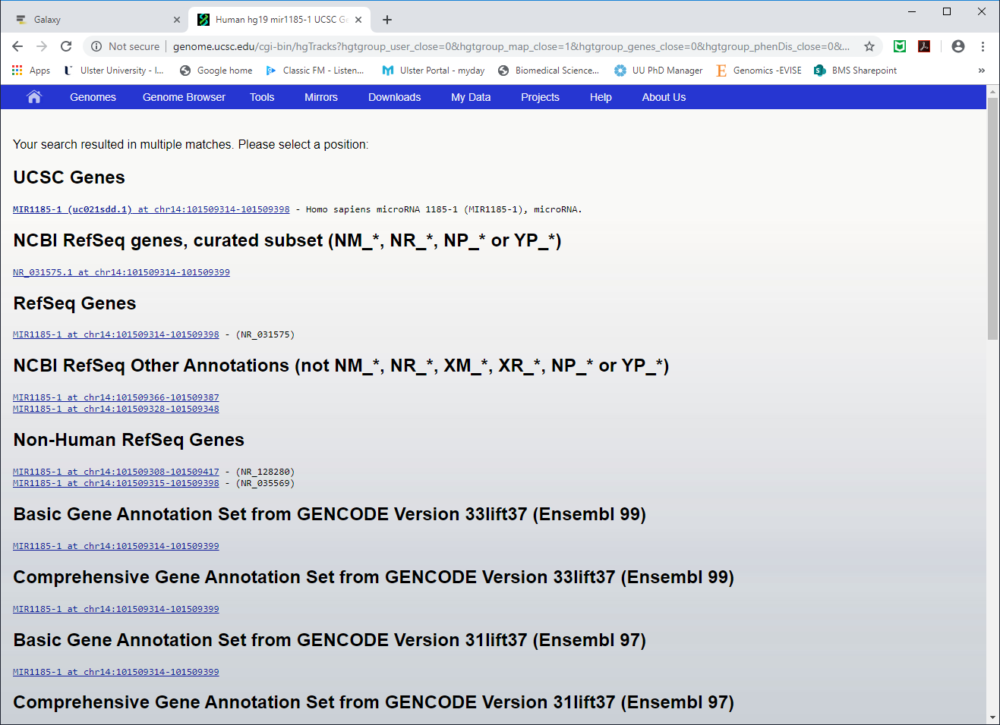 Galaxy
Human hg19 mir1185-1 UCSC Ge
Not secure | genome.ucsc.edu/cgi-bin/hgTracks?hgtgroup_user_close=0&hgtgroup_map_close=1&hgtgroup_genes_close=0&hgtgroup_phenDis_close=0&...
Apps Ulster University - I... Google home Classic FM - Listen... Ulster Portal - myday Biomedical Science... UU PhD Manager Genomics -EVISE BMS Sharepoint »
Genomes Genome Browser Tools Mirrors Downloads My Data Projects Help About Us
Your search resulted in multiple matches. Please select a position:
UCSC Genes
MIR1185-1 (uc021sdd.1) at chr14:101509314-101509398 - Homo sapiens microRNA 1185-1 (MIR1185-1), microRNA.
NCBI RefSeq genes, curated subset (NM_*, NR_*, NP_* or YP_*)
NR_031575.1 at chr14:101509314-101509399
RefSeq Genes
MIR1185-1 at chr14:101509314-101509398 - (NR_031575)
NCBI RefSeq Other Annotations (not NM_*, NR_*, XM_*, XR_*, NP_* or YP_*)
MIR1185-1 at chr14:101509366-101509387
MIR1185-1 at chr14:101509328-101509348
Non-Human RefSeq Genes
MIR1185-1 at chr14:101509308-101509417 - (NR_128280)
MIR1185-1 at chr14:101509315-101509398 - (NR_035569)
Basic Gene Annotation Set from GENCODE Version 33lift37 (Ensembl 99)
MIR1185-1 at chr14:101509314-101509399
Comprehensive Gene Annotation Set from GENCODE Version 33lift37 (Ensembl 99)
MIR1185-1 at chr14:101509314-101509399
Basic Gene Annotation Set from GENCODE Version 31lift37 (Ensembl 97)
MIR1185-1 at chr14:101509314-101509399
Comprehensive Gene Annotation Set from GENCODE Version 31lift37 (Ensembl 97)